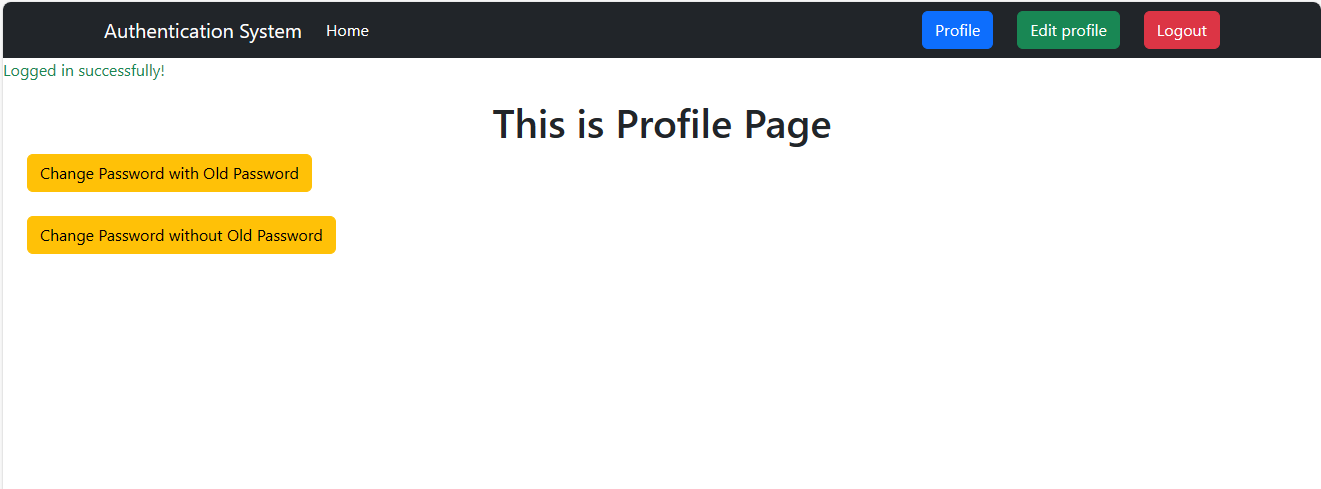 Authentication System Home Profile Edit profile Logout
Logged in successfully!
This is Profile Page
Change Password with Old Password
Change Password without Old Password